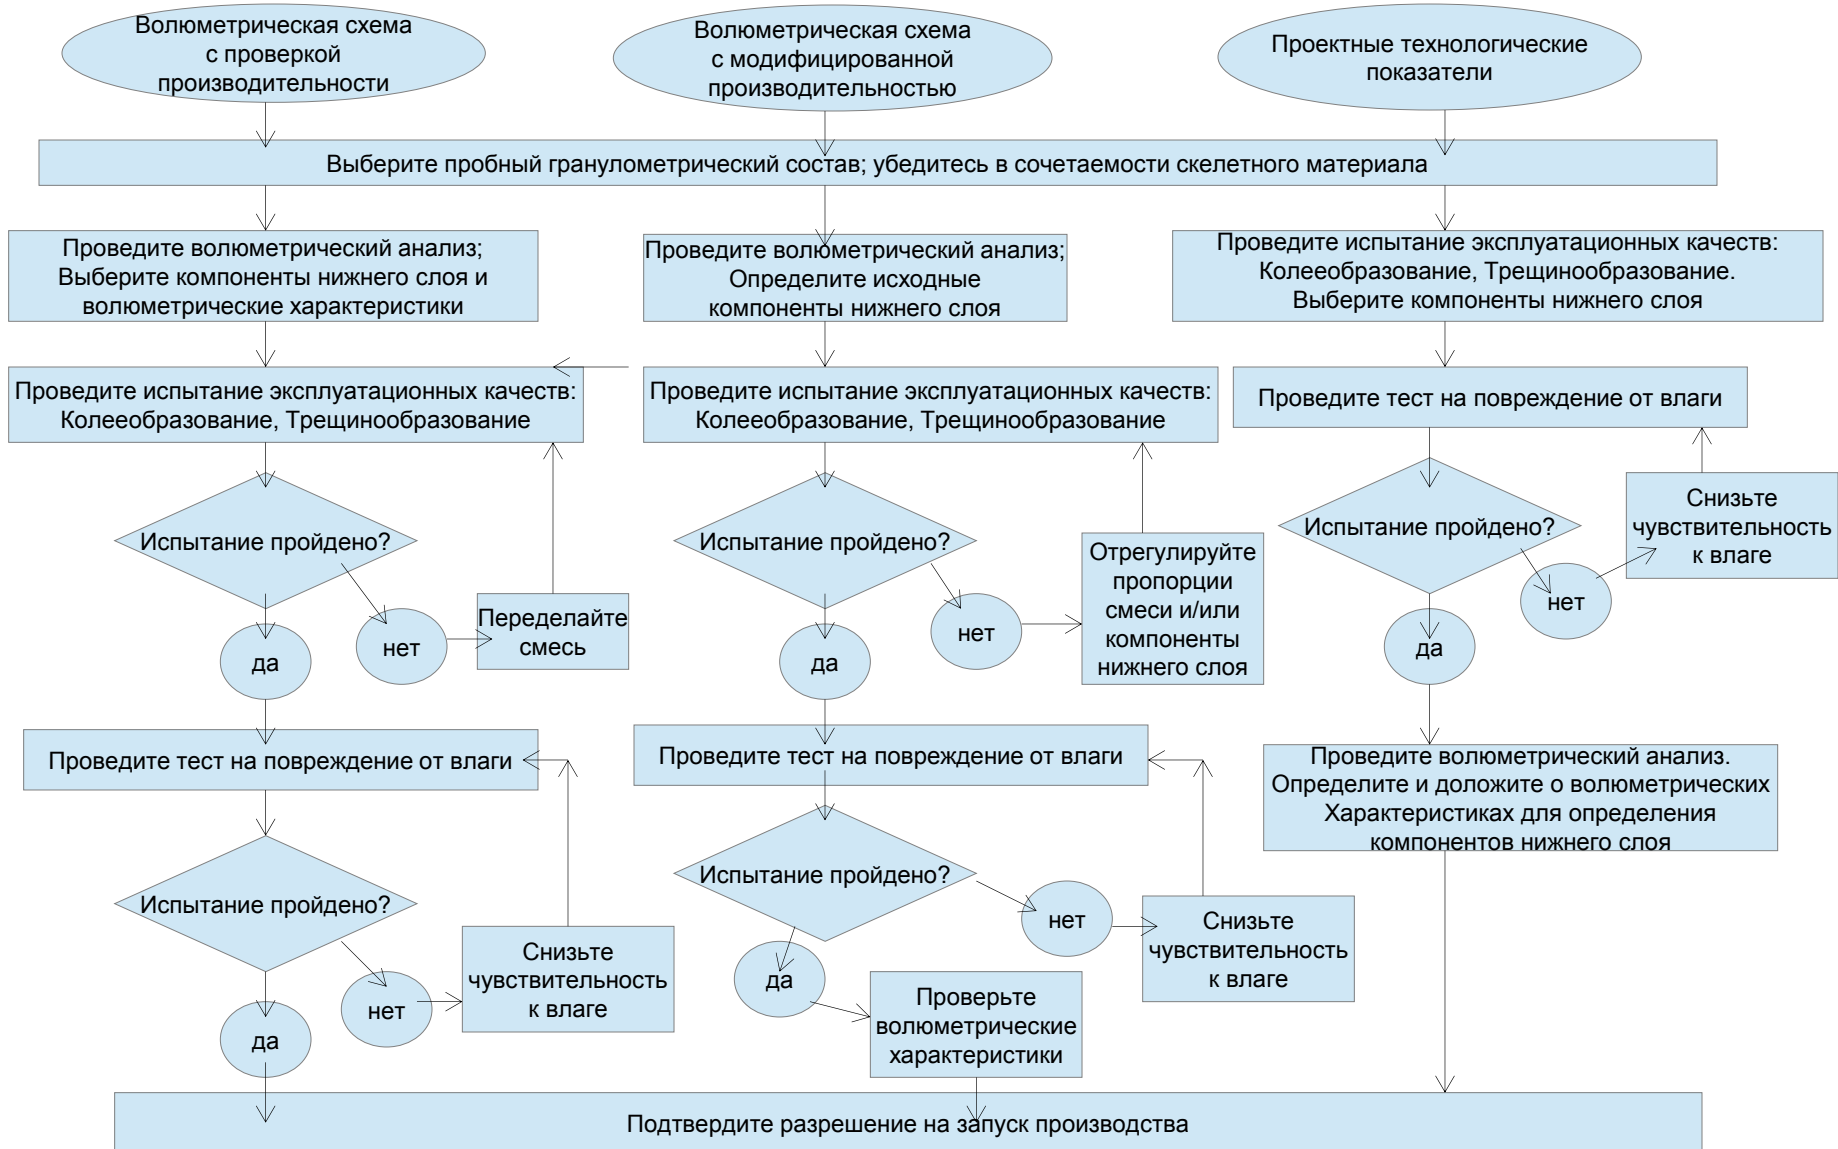 Волюметрическая схема
с проверкой
производительности
Волюметрическая схема
с модифицированной
производительностью
Проектные технологические
показатели
Выберите пробный гранулометрический состав; убедитесь в сочетаемости скелетного материала
Проведите волюметрический анализ;
Выберите компоненты нижнего слоя и
волюметрические характеристики
Проведите волюметрический анализ;
Определите исходные
компоненты нижнего слоя
Проведите испытание эксплуатационных качеств:
Колееобразование, Трещинообразование.
Выберите компоненты нижнего слоя
Проведите испытание эксплуатационных качеств:
Колееобразование, Трещинообразование
Проведите испытание эксплуатационных качеств:
Колееобразование, Трещинообразование
Проведите тест на повреждение от влаги
Испытание пройдено?
Испытание пройдено?
Испытание пройдено?
Снизьте
чувствительность
к влаге
Отрегулируйте
пропорции
смеси и/или
компоненты
нижнего слоя
Переделайте
смесь
нет
нет
нет
да
да
да
Проведите тест на повреждение от влаги
Проведите тест на повреждение от влаги
Проведите волюметрический анализ.
Определите и доложите о волюметрических
Характеристиках для определения
компонентов нижнего слоя
Испытание пройдено?
Испытание пройдено?
Снизьте
чувствительность
к влаге
нет
да
нет
Снизьте
чувствительность
к влаге
да
Проверьте
волюметрические
характеристики
Подтвердите разрешение на запуск производства